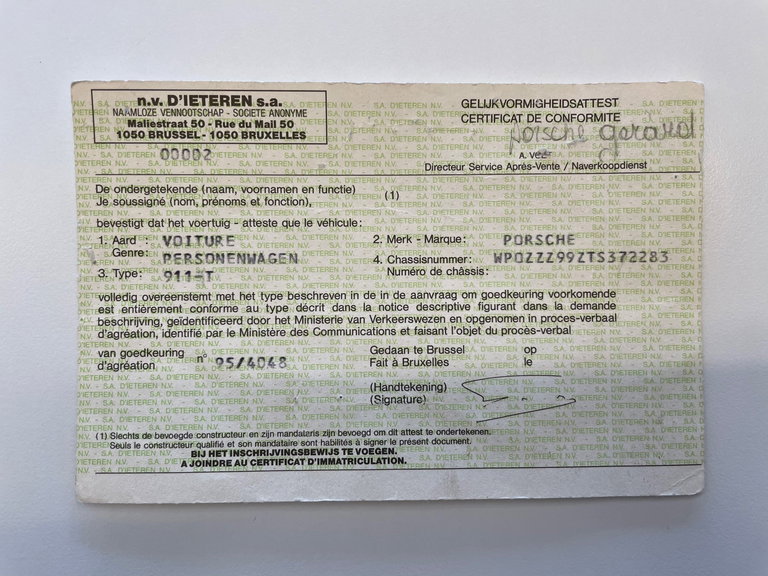 n.v. D'IETEREN s.a.
NAAMLOZE VENNOOTSCHAP - SOCIETE ANONYME
Maliestraat 50 - Rue du Mail 50
1050 BRUSSEL - 1050 BRUXELLES
00002
GELIJKVORMIGHEIDSATTEST
CERTIFICAT DE CONFORMITE
Porsche Gerard
A. Veer
Directeur Service Après-Vente / Naverkoopdienst
De ondergetekende (naam, voornamen en functie)
Je soussigné (nom, prénoms et fonction), (1)
bevestigt dat het voertuig - atteste que le véhicule:
1. Aard : VOITURE
Genre: PERSONENWAGEN
2. Merk - Marque: PORSCHE
3. Type: 911-T
4. Chassisnummer: WPOZZZ99ZTS372283
Numéro de châssis:
volledig overeenstemt met het type beschreven in de in de aanvraag om goedkeuring voorkomende
est entièrement conforme au type décrit dans la notice descriptive figurant dans la demande
beschrijving, geïdentificeerd door het Ministerie van Verkeerswezen en opgenomen in proces-verbaal
d'agréation, identifié par le Ministère des Communications et faisant l'objet du procès-verbal
van goedkeuring
d'agréation n° 95/4048
Gedaan te Brussel op
Fait à Bruxelles le
(Handtekening)
(Signature)
(1) Slechts de bevoegde constructeur en zijn mandataris zijn bevoegd om dit attest te ondertekenen.
Seuls le constructeur qualifié et son mandataire sont habilités à signer le présent document.
BIJ HET INSCHRIJVINGSBEWIJS TE VOEGEN.
A JOINDRE AU CERTIFICAT D'IMMATRICULATION.